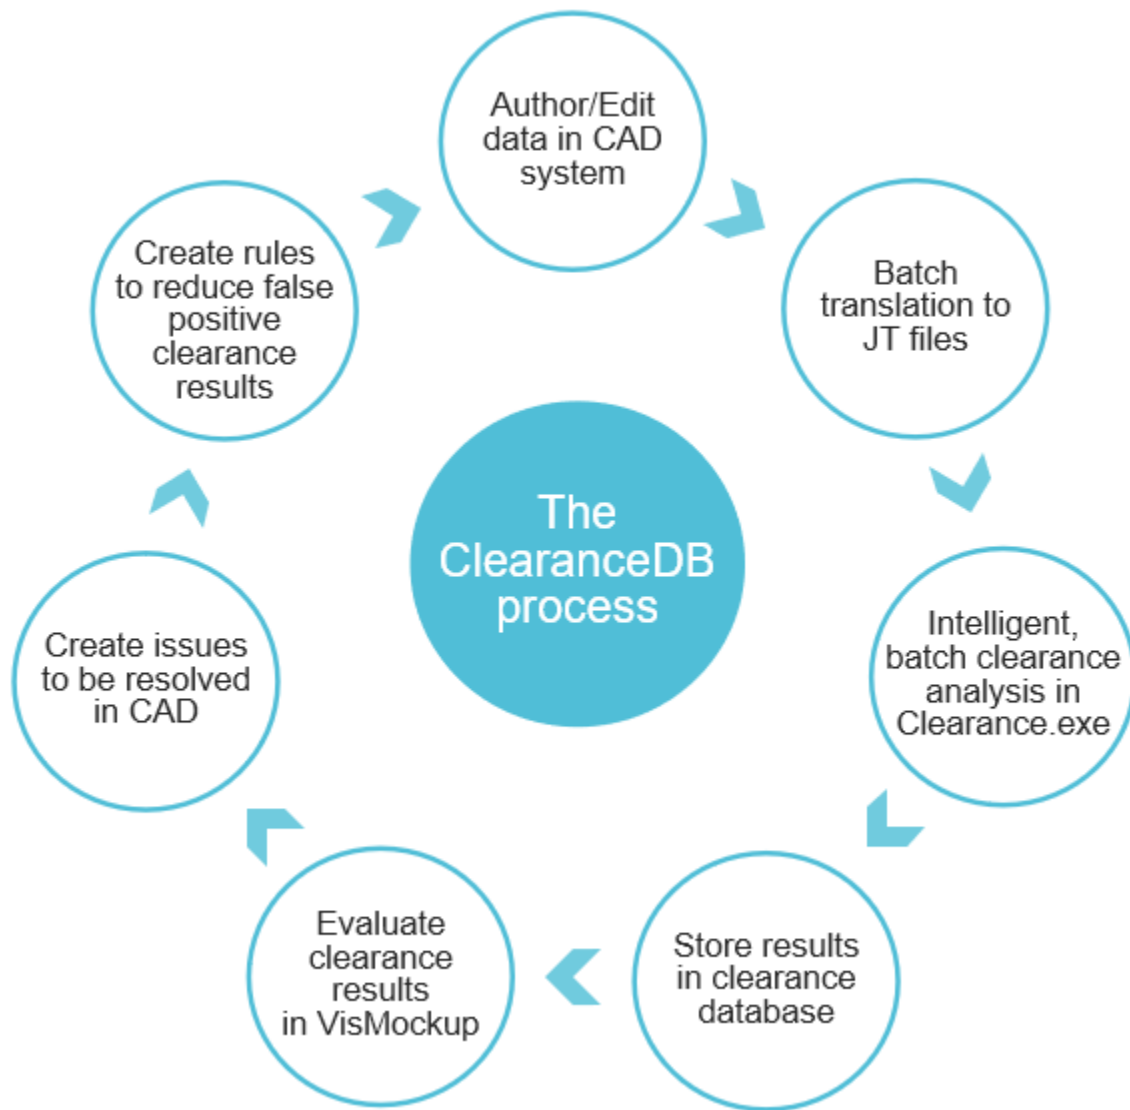 Author/Edit
data in CAD
system
Batch
translation to
JT files
Intelligent,
batch clearance
analysis in
Clearance.exe
Store results
in clearance
database
Evaluate
clearance
results
in VisMockup
Create issues
to be resolved
in CAD
Create rules
to reduce false
positive
clearance
results
The
ClearanceDB
process